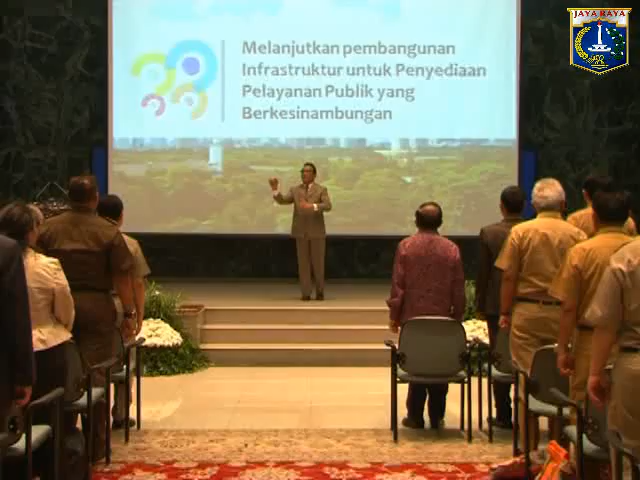 JAYA RAYA
Melanjutkan pembangunan
Infrastruktur untuk Penyediaan
Pelayanan Publik yang
Berkesinambungan